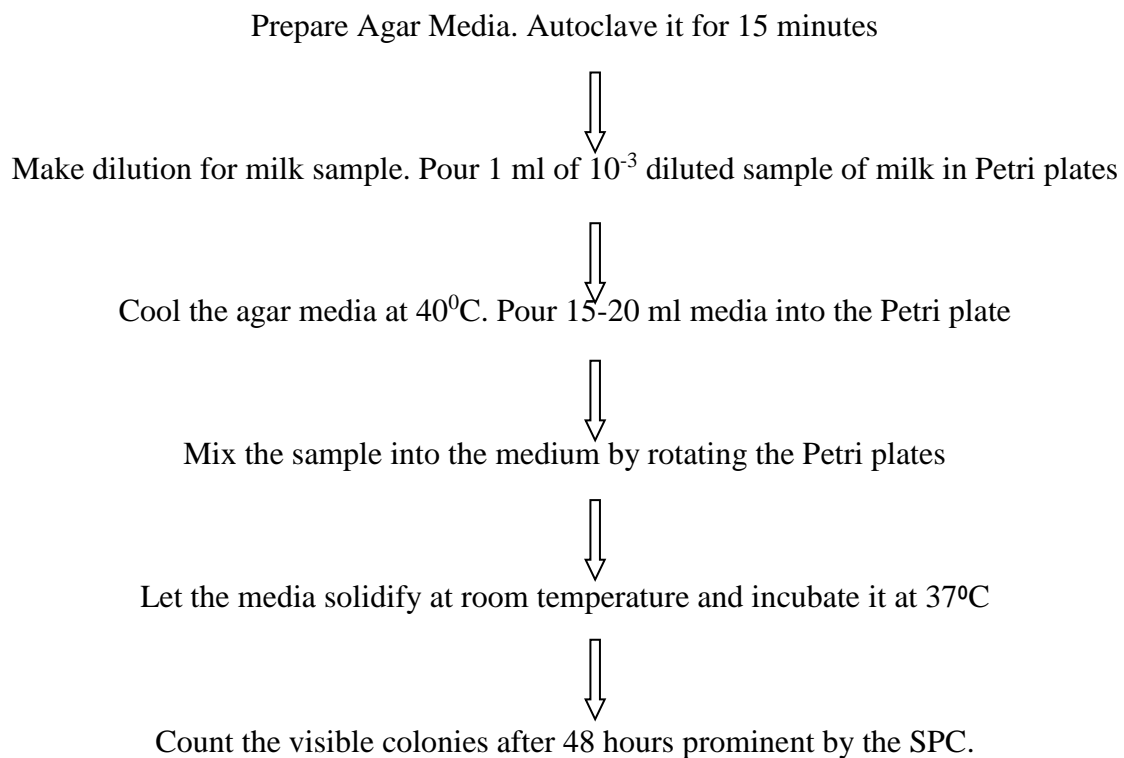 Prepare Agar Media. Autoclave it for 15 minutes
Make dilution for milk sample. Pour 1 ml of 10⁻³ diluted sample of milk in Petri plates
Cool the agar media at 40⁰C. Pour 15-20 ml media into the Petri plate
Mix the sample into the medium by rotating the Petri plates
Let the media solidify at room temperature and incubate it at 37⁰C
Count the visible colonies after 48 hours prominent by the SPC.